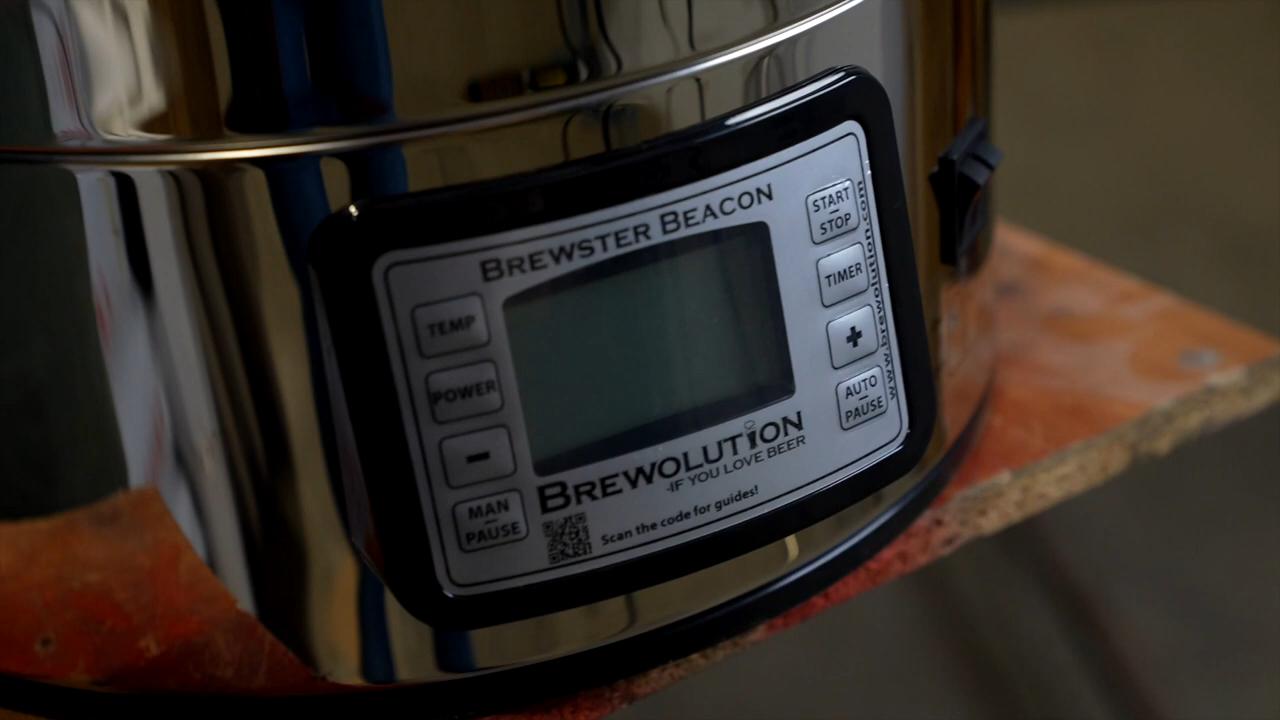 BREWSTER BEACON
TEMP
POWER
-
MAN
PAUSE
START
STOP
TIMER
+
AUTO
PAUSE
www.brewolution.com
BREWOLUTiON
-IF YOU LOVE BEER
Scan the code for guides!